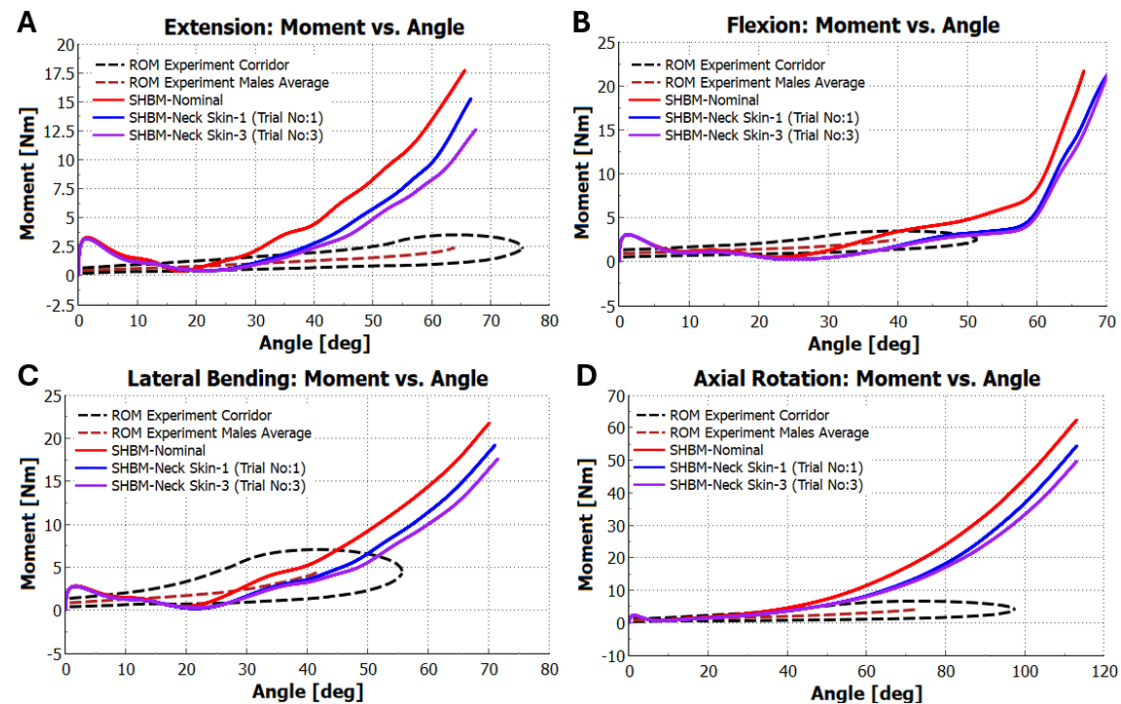 A
Extension: Moment vs. Angle
20
17.5
15
12.5
10
7.5
5
2.5
0
-2.5
Moment [Nm]
ROM Experiment Corridor
ROM Experiment Males Average
SHBM-Nominal
SHBM-Neck Skin-1 (Trial No:1)
SHBM-Neck Skin-3 (Trial No:3)
0 10 20 30 40 50 60 70 80
Angle [deg]
B
Flexion: Moment vs. Angle
25
20
15
10
5
0
-5
Moment [Nm]
ROM Experiment Corridor
ROM Experiment Males Average
SHBM-Nominal
SHBM-Neck Skin-1 (Trial No:1)
SHBM-Neck Skin-3 (Trial No:3)
0 10 20 30 40 50 60 70
Angle [deg]
C
Lateral Bending: Moment vs. Angle
25
20
15
10
5
0
-5
Moment [Nm]
ROM Experiment Corridor
ROM Experiment Males Average
SHBM-Nominal
SHBM-Neck Skin-1 (Trial No:1)
SHBM-Neck Skin-3 (Trial No:3)
0 10 20 30 40 50 60 70 80
Angle [deg]
D
Axial Rotation: Moment vs. Angle
70
60
50
40
30
20
10
0
-10
Moment [Nm]
ROM Experiment Corridor
ROM Experiment Males Average
SHBM-Nominal
SHBM-Neck Skin-1 (Trial No:1)
SHBM-Neck Skin-3 (Trial No:3)
0 20 40 60 80 100 120
Angle [deg]